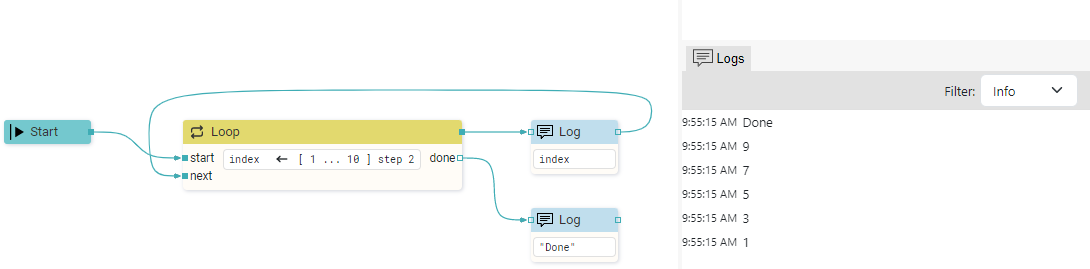 Start
Loop
start
index ← [ 1 ... 10 ] step 2
done
next
Log
index
Log
"Done"
Logs
Filter: Info
9:55:15 AM Done
9:55:15 AM 9
9:55:15 AM 7
9:55:15 AM 5
9:55:15 AM 3
9:55:15 AM 1